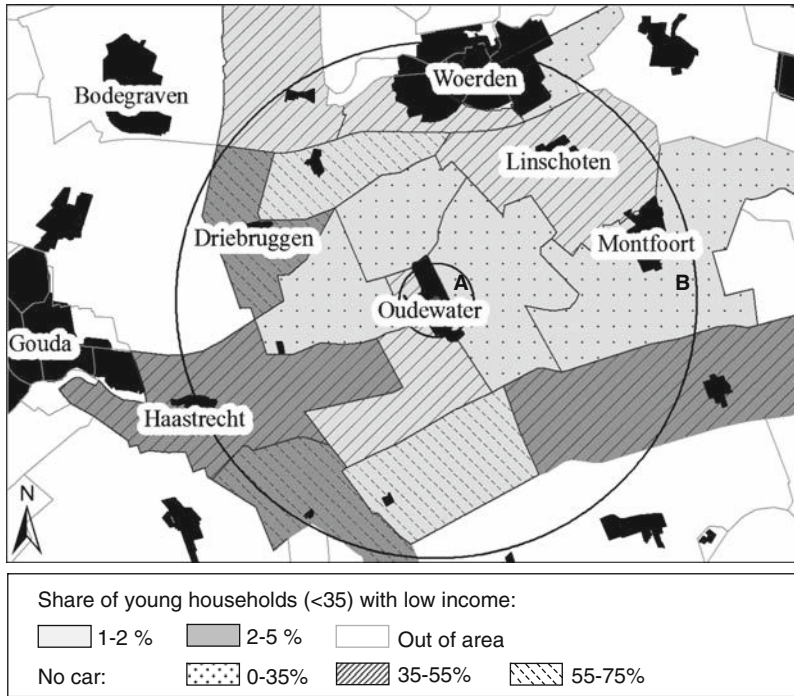 Woerden
Bodegraven
Linschoten
Driebruggen
Montfoort
A
B
Oudewater
Gouda
Haastrecht
N
Share of young households (<35) with low income:
1-2 % 2-5 % Out of area
No car: 0-35% 35-55% 55-75%